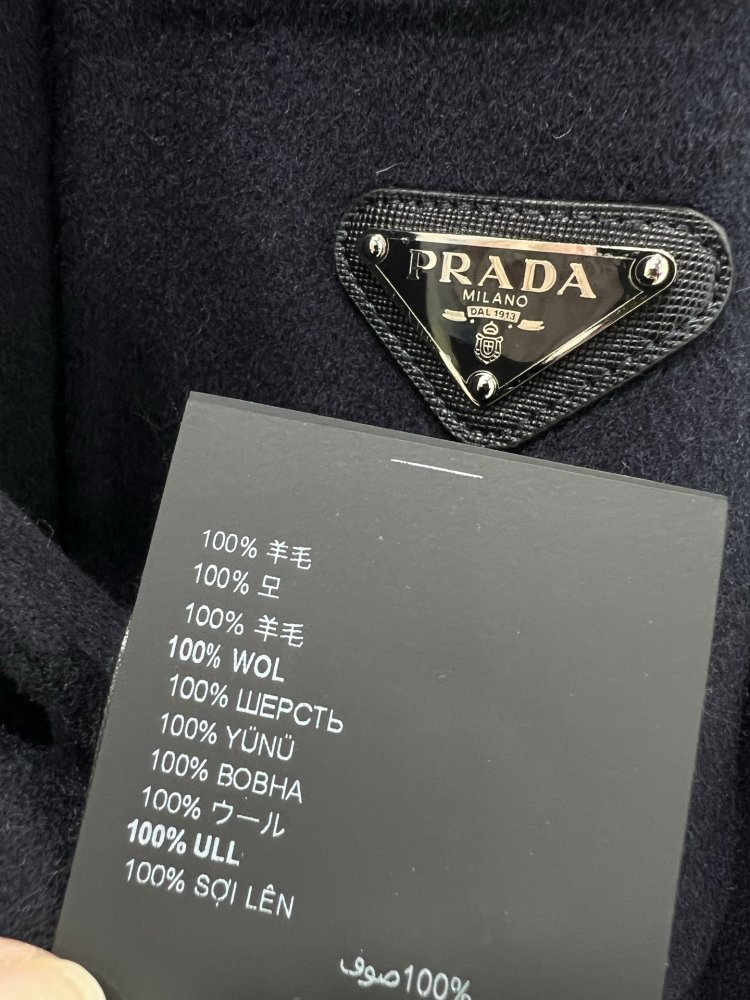 PRADA
MILANO
DAL 1913
100% 羊毛
100% 모
100% 羊毛
100% WOL
100% ШЕРСТЬ
100% YÜNÜ
100% ВОВНА
100% ウール
100% ULL
100% SỢI LÊN
100% صوف